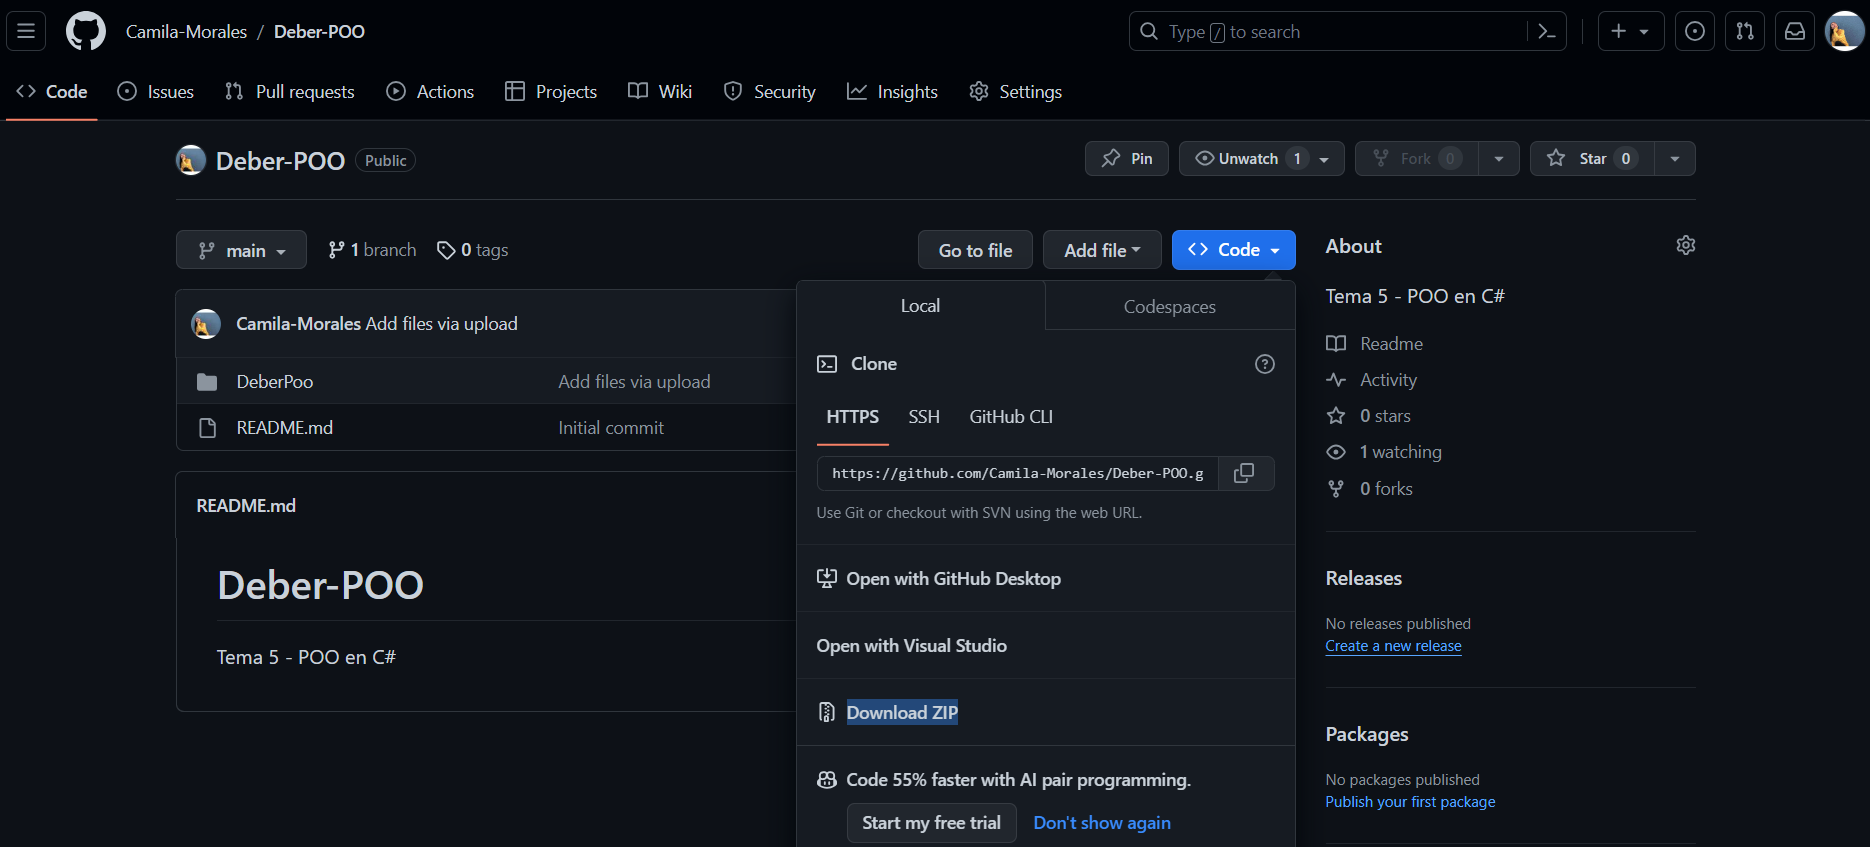 Camila-Morales / Deber-POO
Type / to search
Code
Issues
Pull requests
Actions
Projects
Wiki
Security
Insights
Settings
Deber-POO Public
Pin
Unwatch 1
Fork 0
Star 0
main
1 branch
0 tags
Go to file
Add file
Code
Camila-Morales Add files via upload
DeberPoo Add files via upload
README.md Initial commit
README.md
Deber-POO
Tema 5 - POO en C#
Local
Codespaces
Clone
HTTPS
SSH
GitHub CLI
https://github.com/Camila-Morales/Deber-POO.g
Use Git or checkout with SVN using the web URL.
Open with GitHub Desktop
Open with Visual Studio
Download ZIP
Code 55% faster with AI pair programming.
Start my free trial
Don't show again
About
Tema 5 - POO en C#
Readme
Activity
0 stars
1 watching
0 forks
Releases
No releases published
Create a new release
Packages
No packages published
Publish your first package